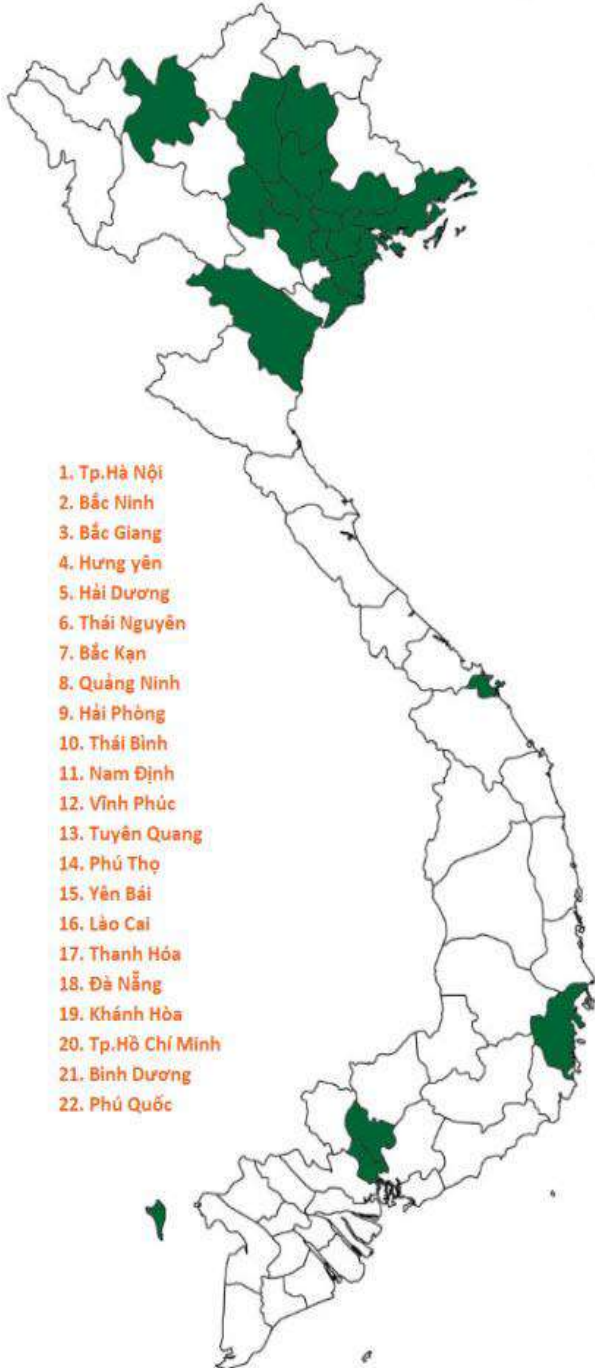 1. Tp.Hà Nội
2. Bắc Ninh
3. Bắc Giang
4. Hưng yên
5. Hải Dương
6. Thái Nguyên
7. Bắc Kạn
8. Quảng Ninh
9. Hải Phòng
10. Thái Bình
11. Nam Định
12. Vĩnh Phúc
13. Tuyên Quang
14. Phú Thọ
15. Yên Bái
16. Lào Cai
17. Thanh Hóa
18. Đà Nẵng
19. Khánh Hòa
20. Tp.Hồ Chí Minh
21. Bình Dương
22. Phú Quốc